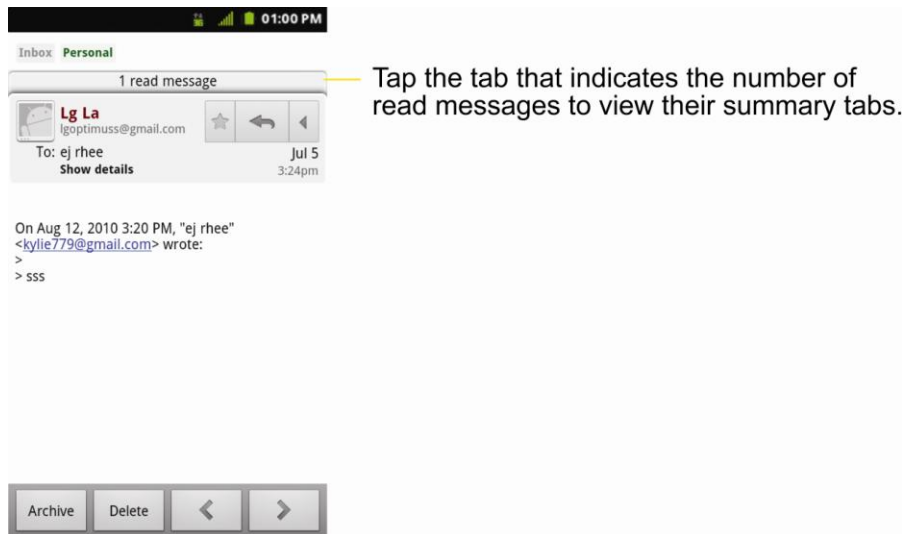 01:00 PM
Inbox Personal
1 read message
Tap the tab that indicates the number of
read messages to view their summary tabs.
Lg La
lgoptimuss@gmail.com
To: ej rhee Jul 5
Show details 3:24pm
On Aug 12, 2010 3:20 PM, "ej rhee"
<kylie779@gmail.com> wrote:
>
> sss
Archive Delete